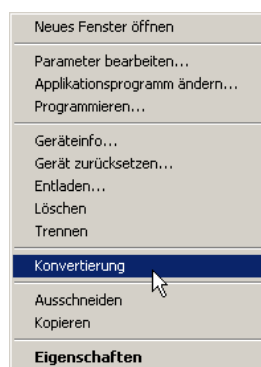 Neues Fenster öffnen
Parameter bearbeiten...
Applikationsprogramm ändern...
Programmieren...
Geräteinfo...
Gerät zurücksetzen...
Entladen...
Löschen
Trennen
Konvertierung
Ausschneiden
Kopieren
Eigenschaften